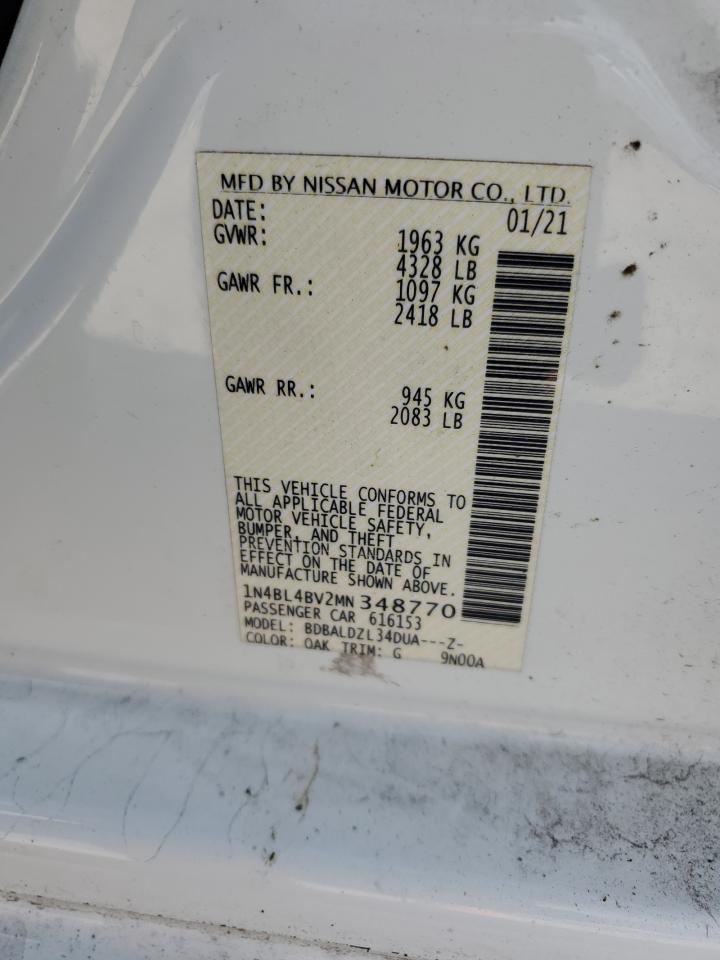 MFD BY NISSAN MOTOR CO., LTD.
DATE: 01/21
GVWR: 1963 KG
4328 LB
GAWR FR.: 1097 KG
2418 LB
GAWR RR.: 945 KG
2083 LB
THIS VEHICLE CONFORMS TO
ALL APPLICABLE FEDERAL
MOTOR VEHICLE SAFETY,
BUMPER, AND THEFT
PREVENTION STANDARDS IN
EFFECT ON THE DATE OF
MANUFACTURE SHOWN ABOVE.
1N4BL4BV2MN348770
PASSENGER CAR 616153
MODEL: BDBALDZL34DUA---Z-
COLOR: QAK TRIM: G 9N00A